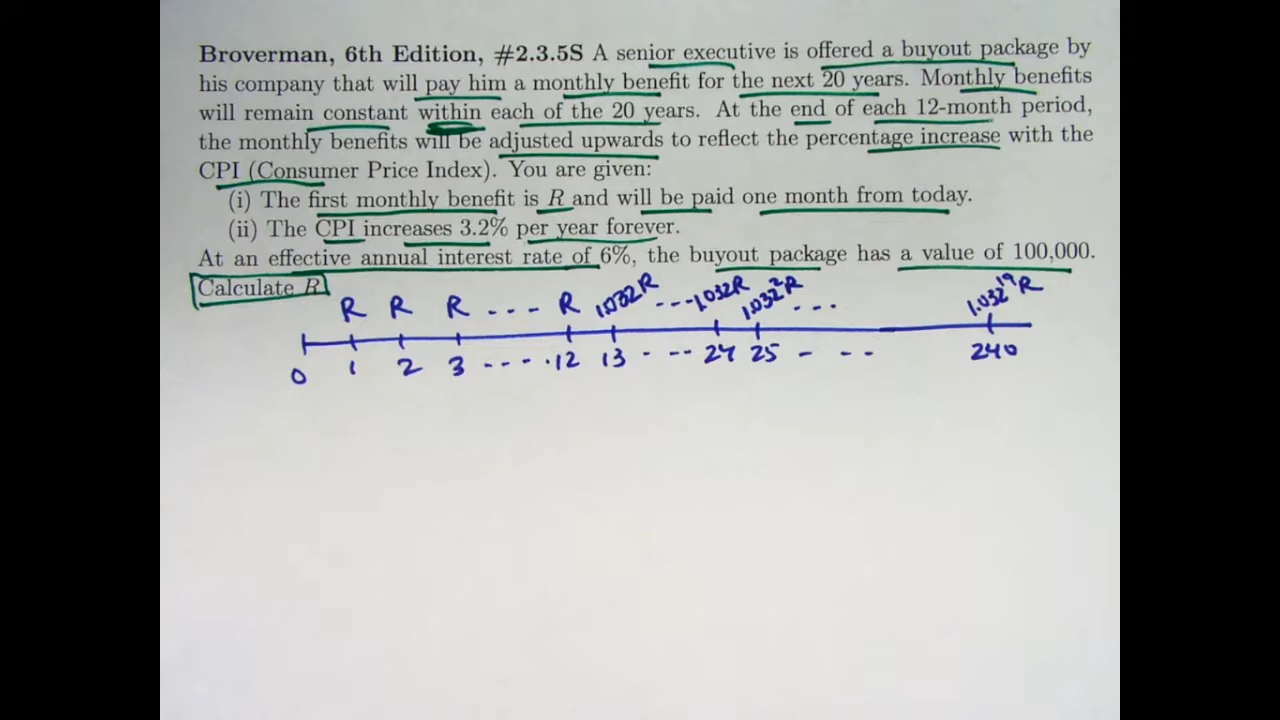 Broverman, 6th Edition, #2.3.5S A senior executive is offered a buyout package by
his company that will pay him a monthly benefit for the next 20 years. Monthly benefits
will remain constant within each of the 20 years. At the end of each 12-month period,
the monthly benefits will be adjusted upwards to reflect the percentage increase with the
CPI (Consumer Price Index). You are given:
(i) The first monthly benefit is R and will be paid one month from today.
(ii) The CPI increases 3.2% per year forever.
At an effective annual interest rate of 6%, the buyout package has a value of 100,000.
Calculate R.
R R R .... R 1.032R ... 1.032R 1.032²R ... 1.032¹⁹R
0 1 2 3 ..... 12 13 .... 24 25 - -- 240